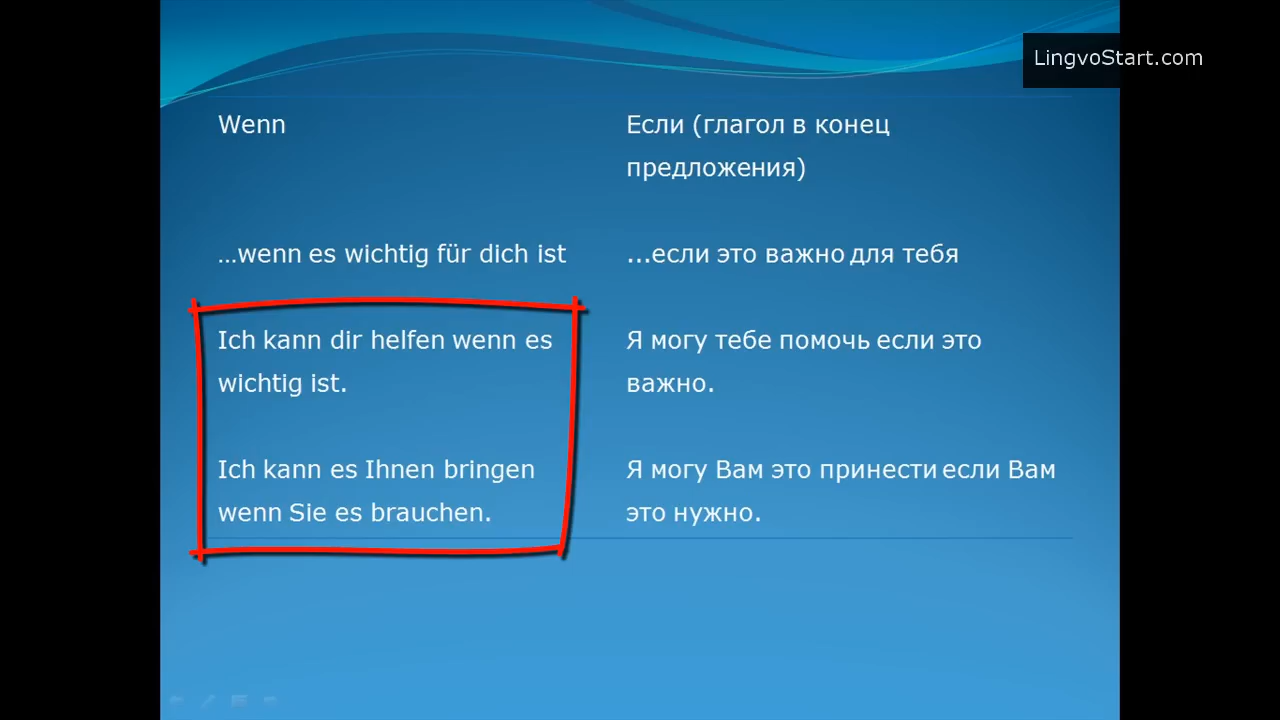 LingvoStart.com
Wenn
Если (глагол в конец
предложения)
...wenn es wichtig für dich ist
...если это важно для тебя
Ich kann dir helfen wenn es
wichtig ist.
Я могу тебе помочь если это
важно.
Ich kann es Ihnen bringen
wenn Sie es brauchen.
Я могу Вам это принести если Вам
это нужно.